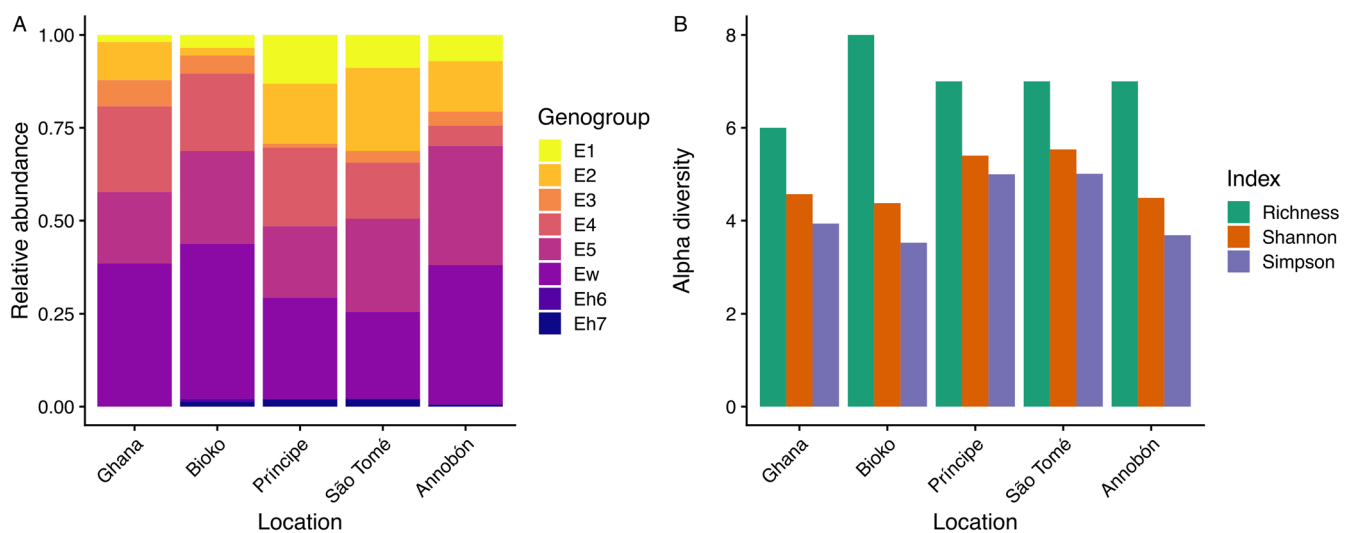 A
Relative abundance
1.00
0.75
0.50
0.25
0.00
Ghana
Bioko
Príncipe
São Tomé
Annobón
Location
Genogroup
E1
E2
E3
E4
E5
Ew
Eh6
Eh7
B
Alpha diversity
8
6
4
2
0
Ghana
Bioko
Príncipe
São Tomé
Annobón
Location
Index
Richness
Shannon
Simpson